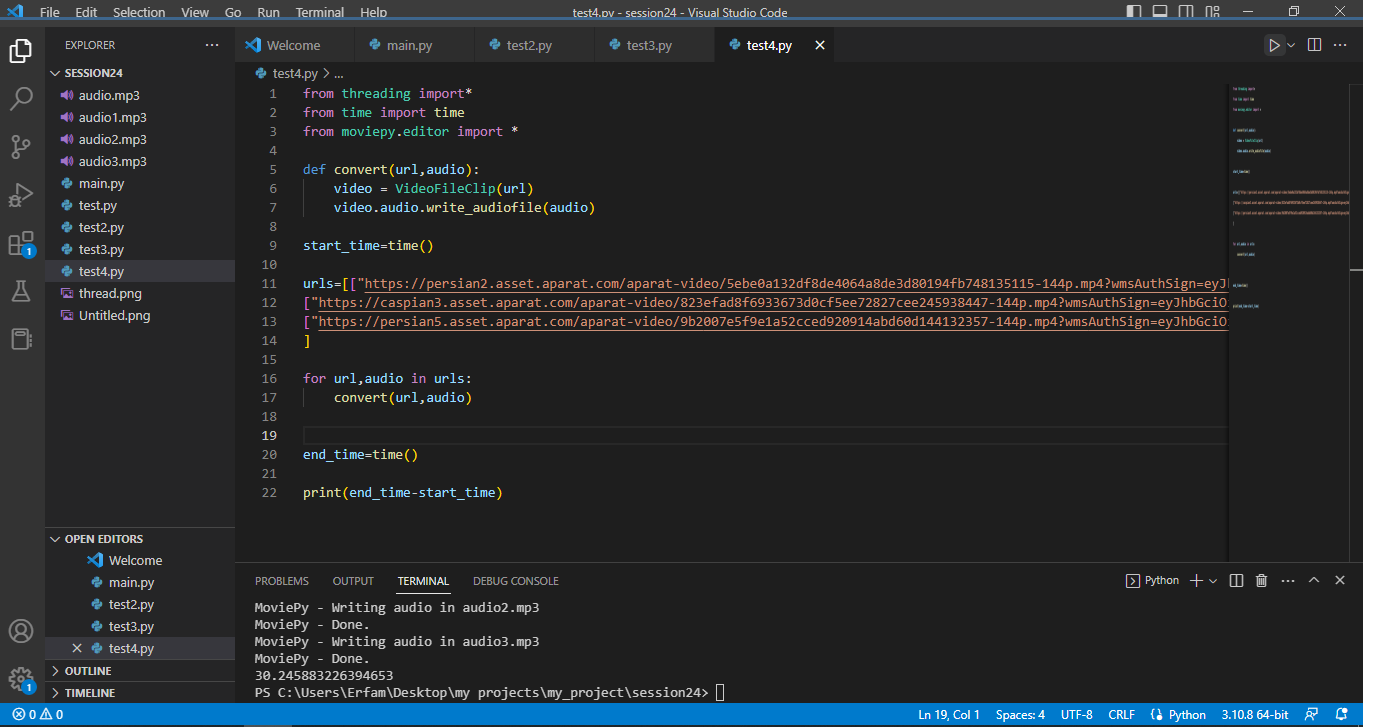 File Edit Selection View Go Run Terminal Help
test4.py - session24 - Visual Studio Code
EXPLORER
SESSION24
audio.mp3
audio1.mp3
audio2.mp3
audio3.mp3
main.py
test.py
test2.py
test3.py
test4.py
thread.png
Untitled.png
OPEN EDITORS
Welcome
main.py
test2.py
test3.py
test4.py
OUTLINE
TIMELINE
Welcome main.py test2.py test3.py test4.py
test4.py > ...
1 from threading import*
2 from time import time
3 from moviepy.editor import *
4
5 def convert(url,audio):
6 video = VideoFileClip(url)
7 video.audio.write_audiofile(audio)
8
9 start_time=time()
10
11 urls=[["https://persian2.asset.aparat.com/aparat-video/5ebe0a132df8de4064a8de3d80194fb748135115-144p.mp4?wmsAuthSign=eyJ
12 ["https://caspian3.asset.aparat.com/aparat-video/823efad8f6933673d0cf5ee72827cee245938447-144p.mp4?wmsAuthSign=eyJhbGciO
13 ["https://persian5.asset.aparat.com/aparat-video/9b2007e5f9e1a52cced920914abd60d144132357-144p.mp4?wmsAuthSign=eyJhbGciO
14 ]
15
16 for url,audio in urls:
17 convert(url,audio)
18
19
20 end_time=time()
21
22 print(end_time-start_time)
PROBLEMS OUTPUT TERMINAL DEBUG CONSOLE
Python
MoviePy - Writing audio in audio2.mp3
MoviePy - Done.
MoviePy - Writing audio in audio3.mp3
MoviePy - Done.
30.245883226394653
PS C:\Users\Erfam\Desktop\my projects\my_project\session24>
1
1
0 0
Ln 19, Col 1 Spaces: 4 UTF-8 CRLF Python 3.10.8 64-bit